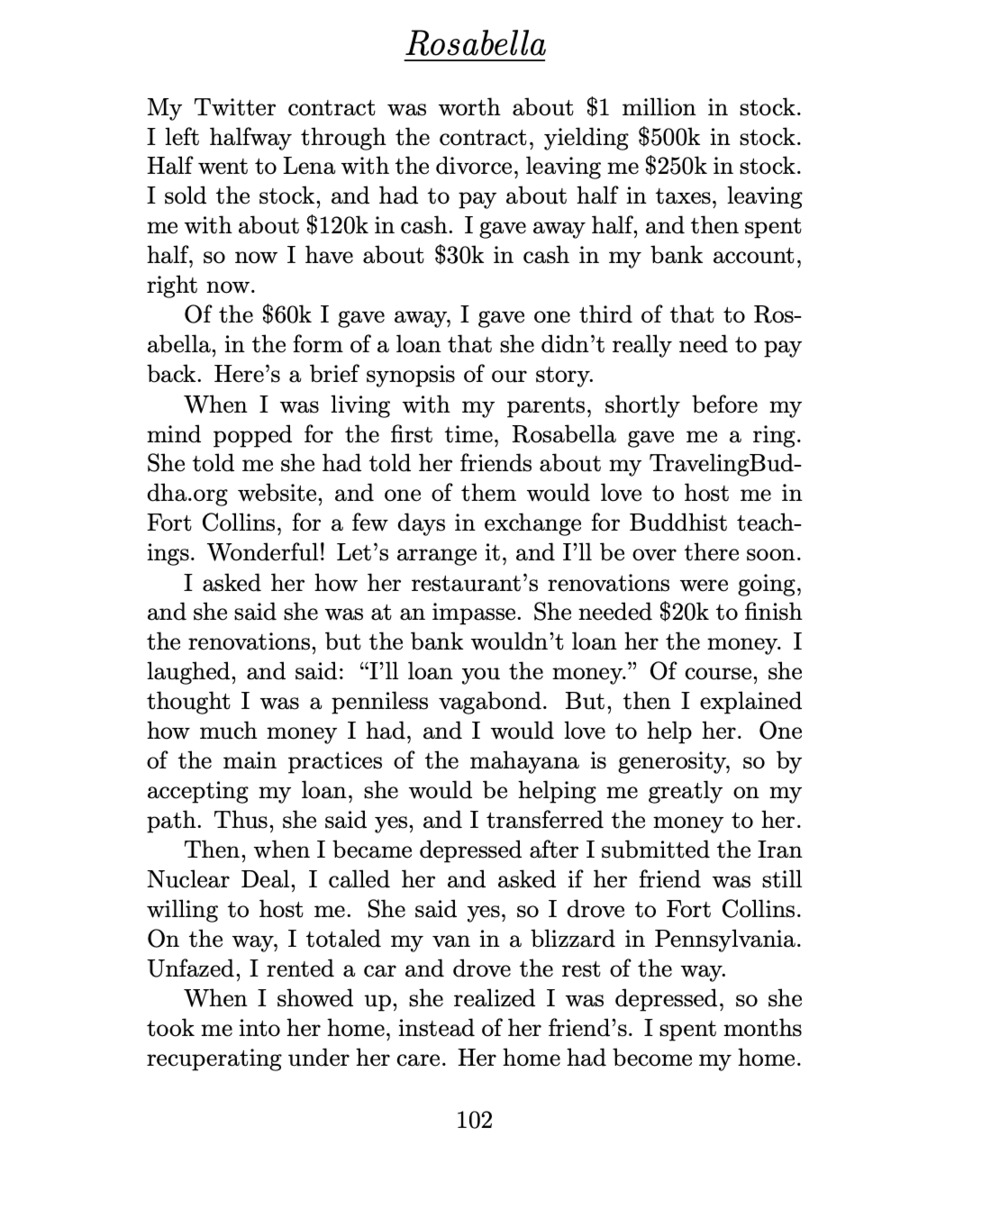 Rosabella
My Twitter contract was worth about $1 million in stock.
I left halfway through the contract, yielding $500k in stock.
Half went to Lena with the divorce, leaving me $250k in stock.
I sold the stock, and had to pay about half in taxes, leaving
me with about $120k in cash. I gave away half, and then spent
half, so now I have about $30k in cash in my bank account,
right now.
Of the $60k I gave away, I gave one third of that to Ros-
abella, in the form of a loan that she didn't really need to pay
back. Here's a brief synopsis of our story.
When I was living with my parents, shortly before my
mind popped for the first time, Rosabella gave me a ring.
She told me she had told her friends about my TravelingBud-
dha.org website, and one of them would love to host me in
Fort Collins, for a few days in exchange for Buddhist teach-
ings. Wonderful! Let's arrange it, and I'll be over there soon.
I asked her how her restaurant's renovations were going,
and she said she was at an impasse. She needed $20k to finish
the renovations, but the bank wouldn't loan her the money. I
laughed, and said: “I'll loan you the money.” Of course, she
thought I was a penniless vagabond. But, then I explained
how much money I had, and I would love to help her. One
of the main practices of the mahayana is generosity, so by
accepting my loan, she would be helping me greatly on my
path. Thus, she said yes, and I transferred the money to her.
Then, when I became depressed after I submitted the Iran
Nuclear Deal, I called her and asked if her friend was still
willing to host me. She said yes, so I drove to Fort Collins.
On the way, I totaled my van in a blizzard in Pennsylvania.
Unfazed, I rented a car and drove the rest of the way.
When I showed up, she realized I was depressed, so she
took me into her home, instead of her friend's. I spent months
recuperating under her care. Her home had become my home.
102